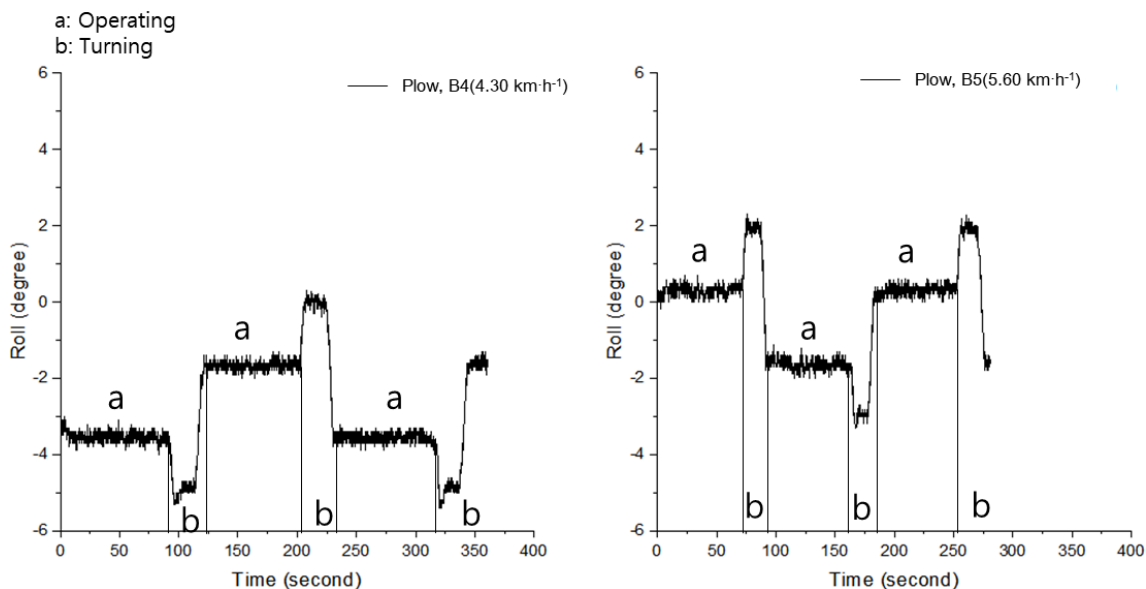 a: Operating
b: Turning
Plow, B4(4.30 km·h⁻¹)
6
4
2
0
-2
-4
-6
Roll (degree)
a
a
a
b
b
b
0
50
100
150
200
250
300
350
400
Time (second)
Plow, B5(5.60 km·h⁻¹)
6
4
2
0
-2
-4
-6
Roll (degree)
a
a
a
b
b
b
0
50
100
150
200
250
300
350
400
Time (second)